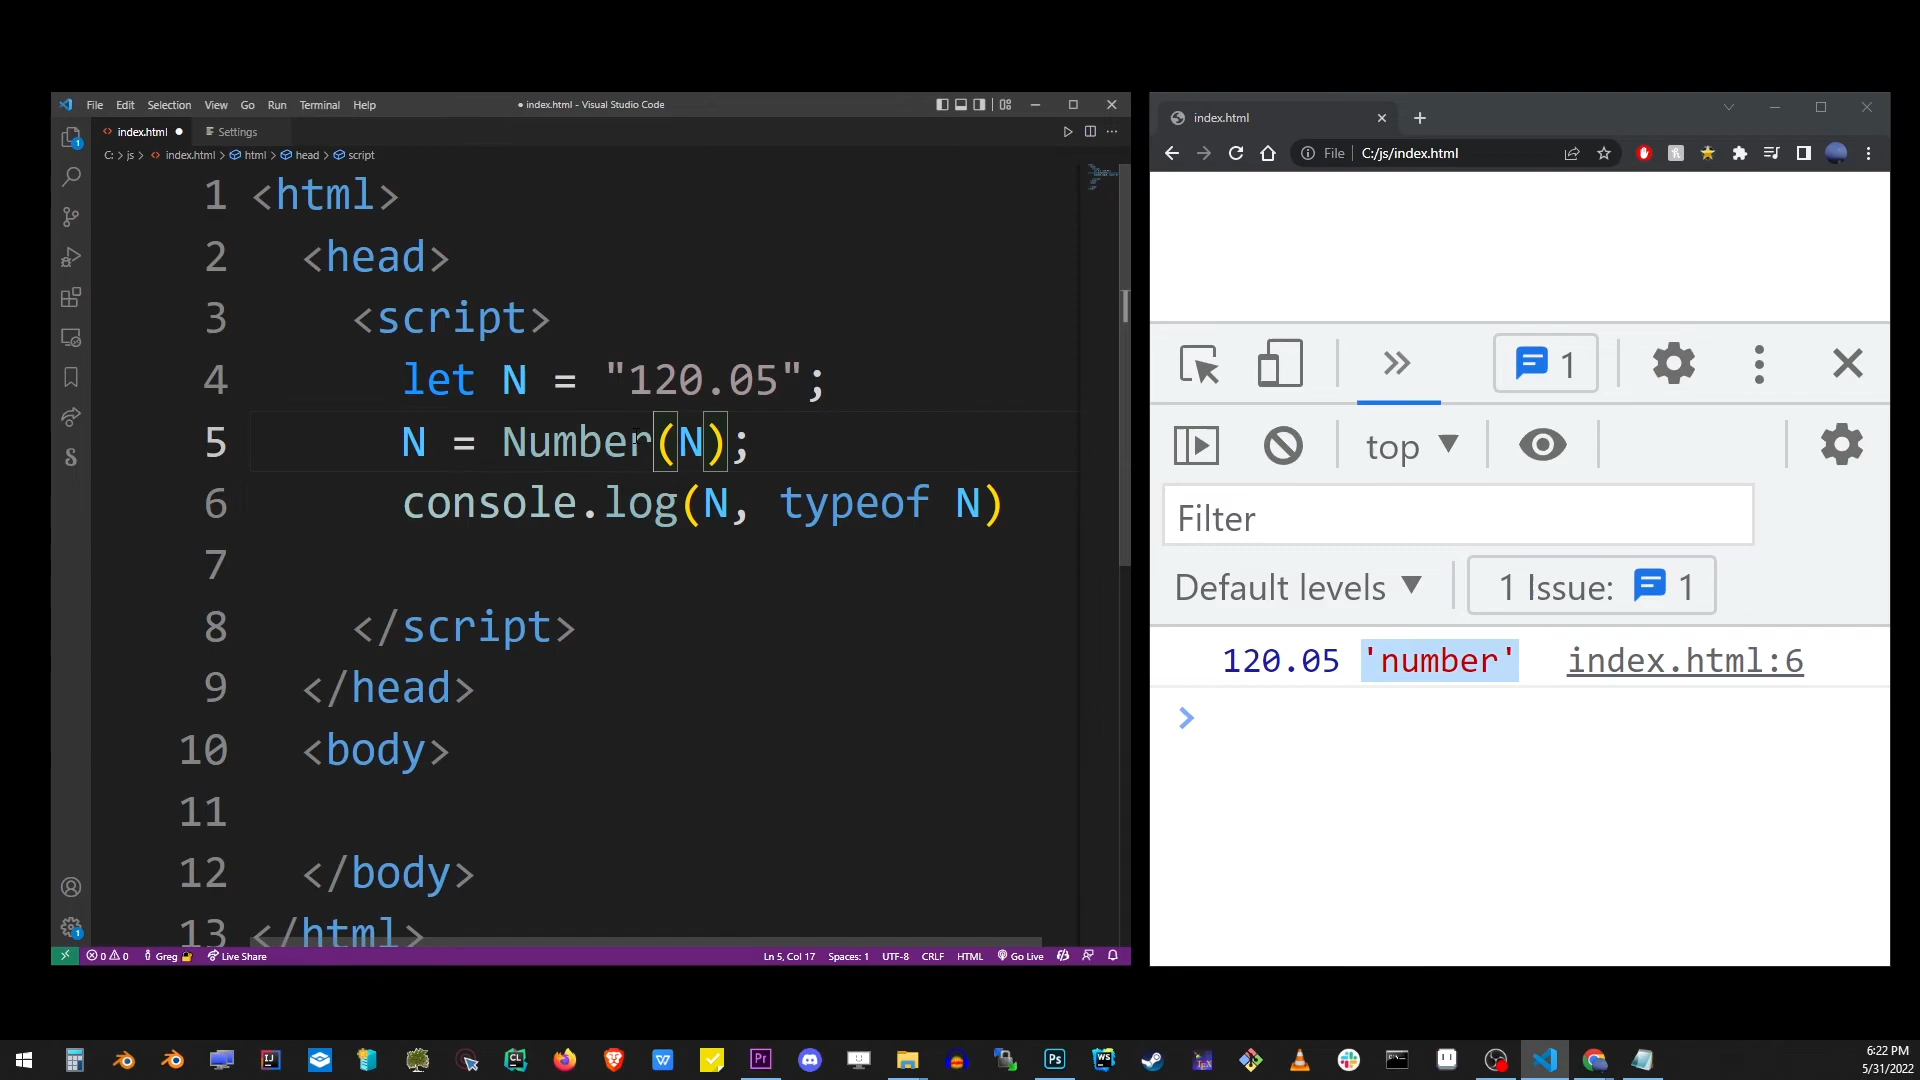 File Edit Selection View Go Run Terminal Help
● index.html - Visual Studio Code
index.html ●
Settings
C: > js > index.html > html > head > script
1 <html>
2 <head>
3 <script>
4 let N = "120.05";
5 N = Number(N);
6 console.log(N, typeof N)
7
8 </script>
9 </head>
10 <body>
11
12 </body>
13 </html>
0 0 Greg Live Share Ln 5, Col 17 Spaces: 1 UTF-8 CRLF HTML Go Live
1
1
index.html
File C:/js/index.html
1
top
Filter
Default levels 1 Issue: 1
120.05 'number' index.html:6
>
6:22 PM
5/31/2022